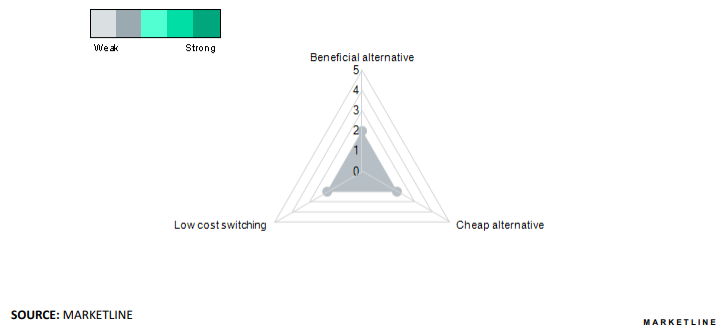 Weak Strong
Beneficial alternative
5
4
3
2
1
0
Low cost switching Cheap alternative
SOURCE: MARKETLINE
MARKETLINE